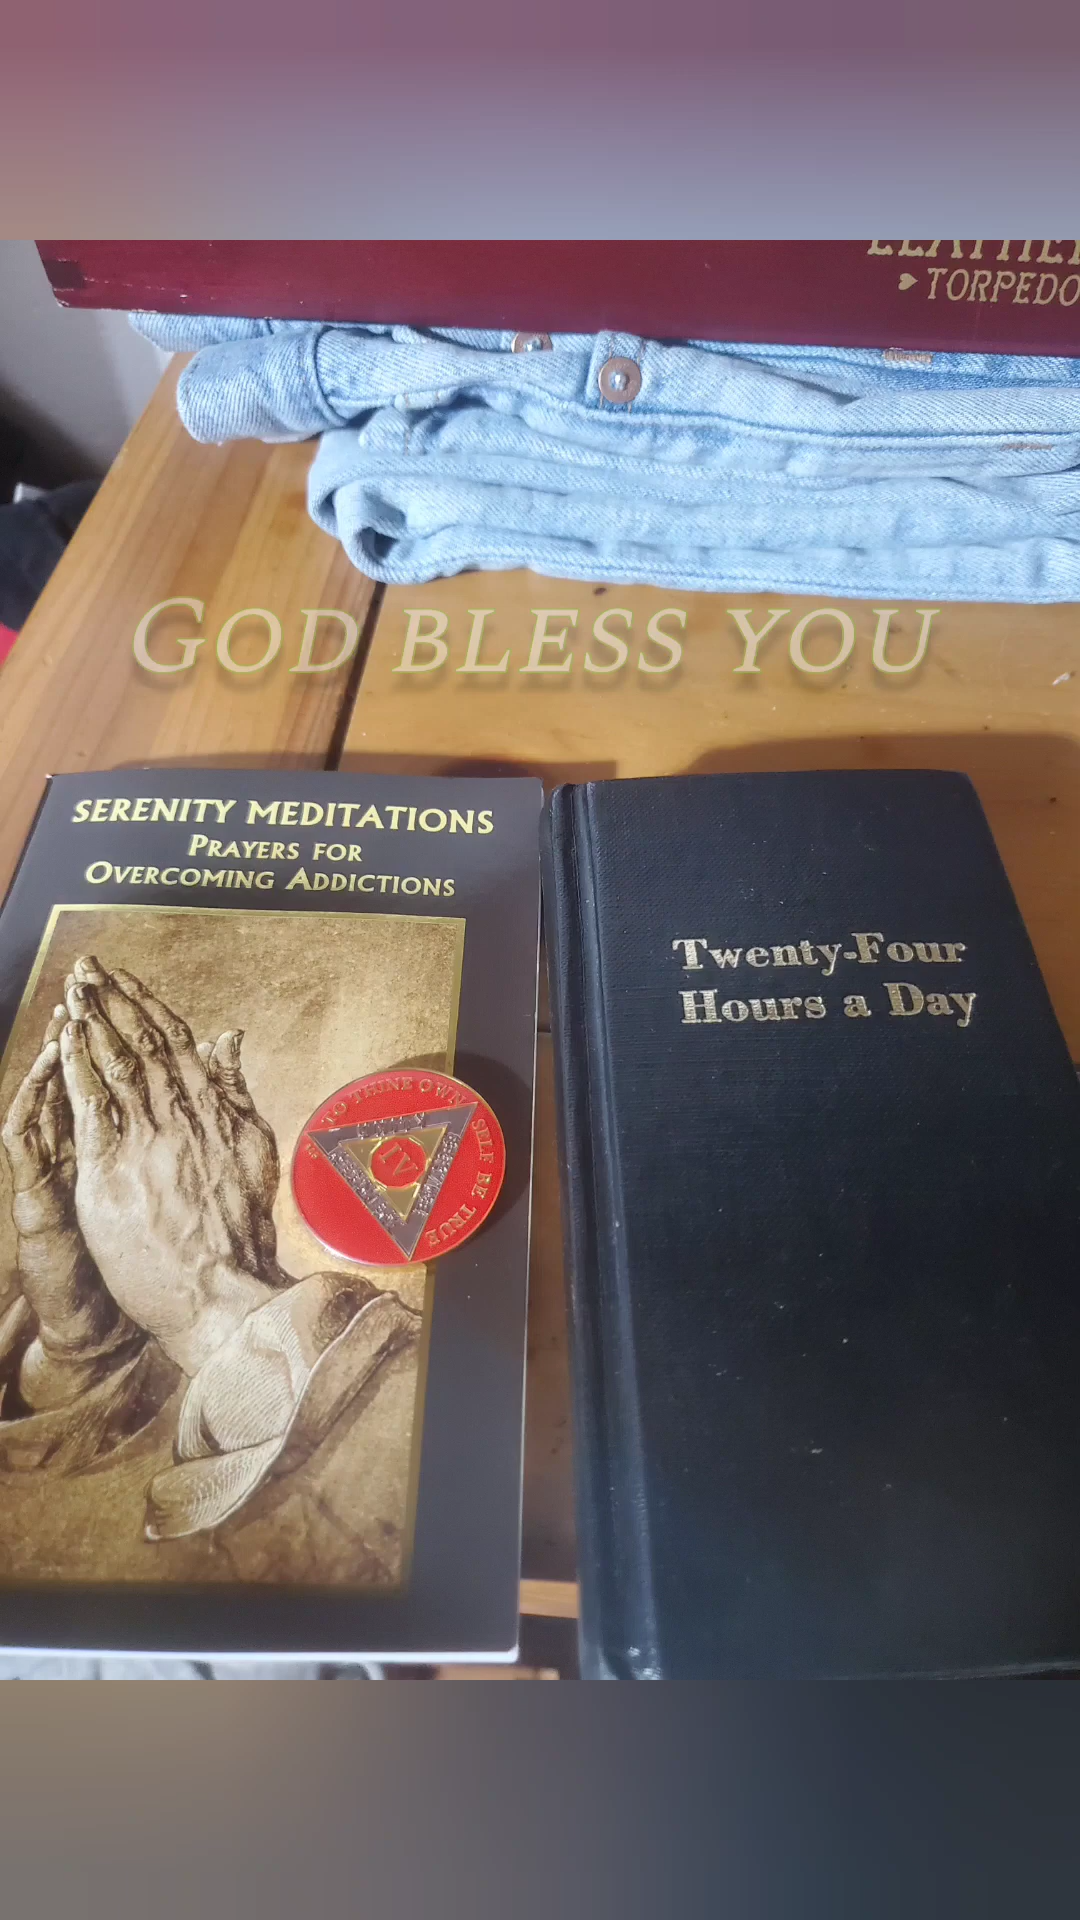 TORPEDO
GOD BLESS YOU
SERENITY MEDITATIONS
PRAYERS FOR
OVERCOMING ADDICTIONS
Twenty-Four
Hours a Day
TO THINE OWN SELF BE TRUE
UNITY
IV